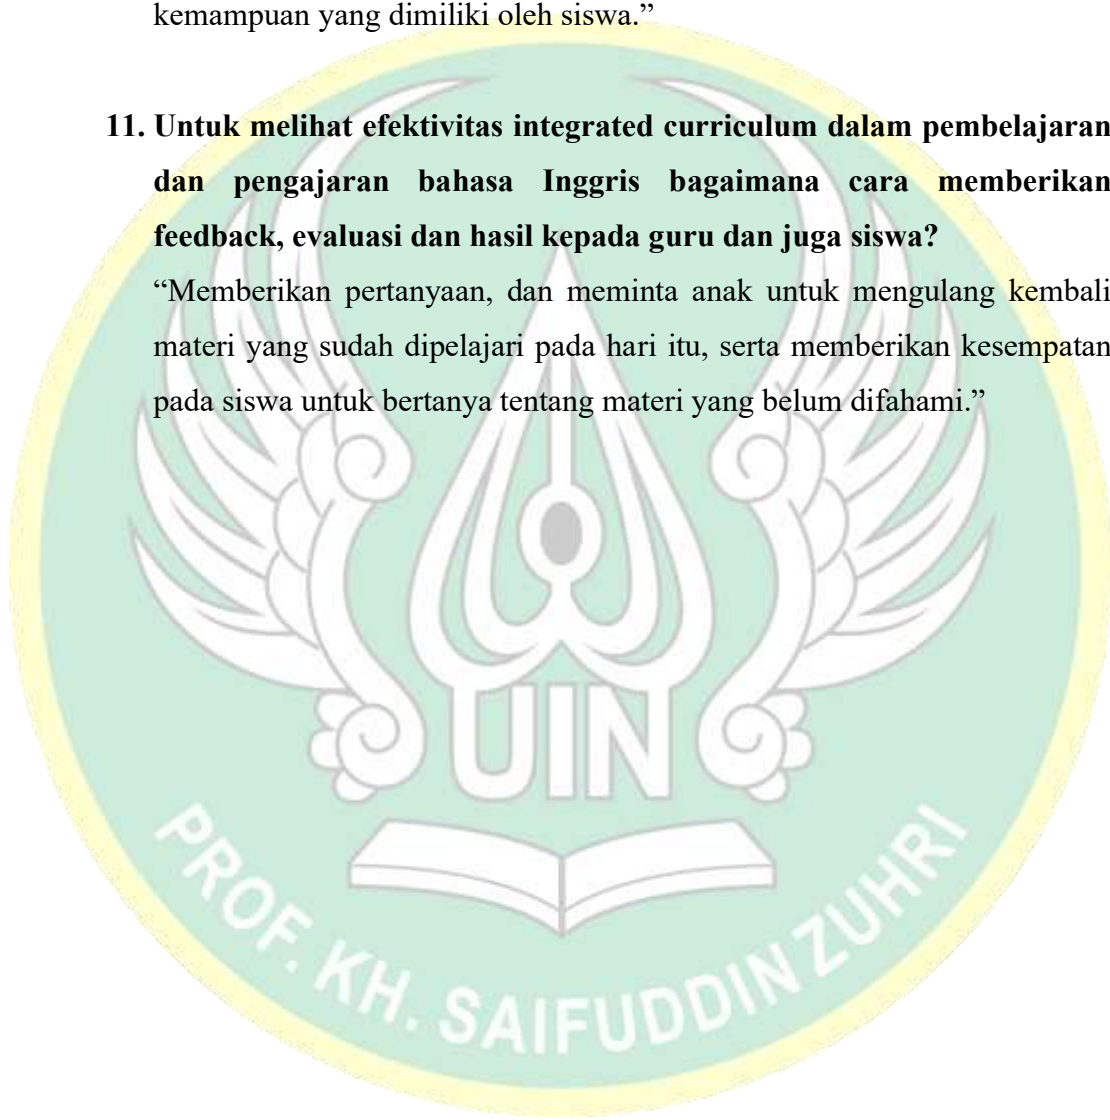 kemampuan yang dimiliki oleh siswa.”
11. Untuk melihat efektivitas integrated curriculum dalam pembelajaran
dan pengajaran bahasa Inggris bagaimana cara memberikan
feedback, evaluasi dan hasil kepada guru dan juga siswa?
“Memberikan pertanyaan, dan meminta anak untuk mengulang kembali
materi yang sudah dipelajari pada hari itu, serta memberikan kesempatan
pada siswa untuk bertanya tentang materi yang belum difahami.”
UIN
PROF. KH. SAIFUDDIN ZUHRI